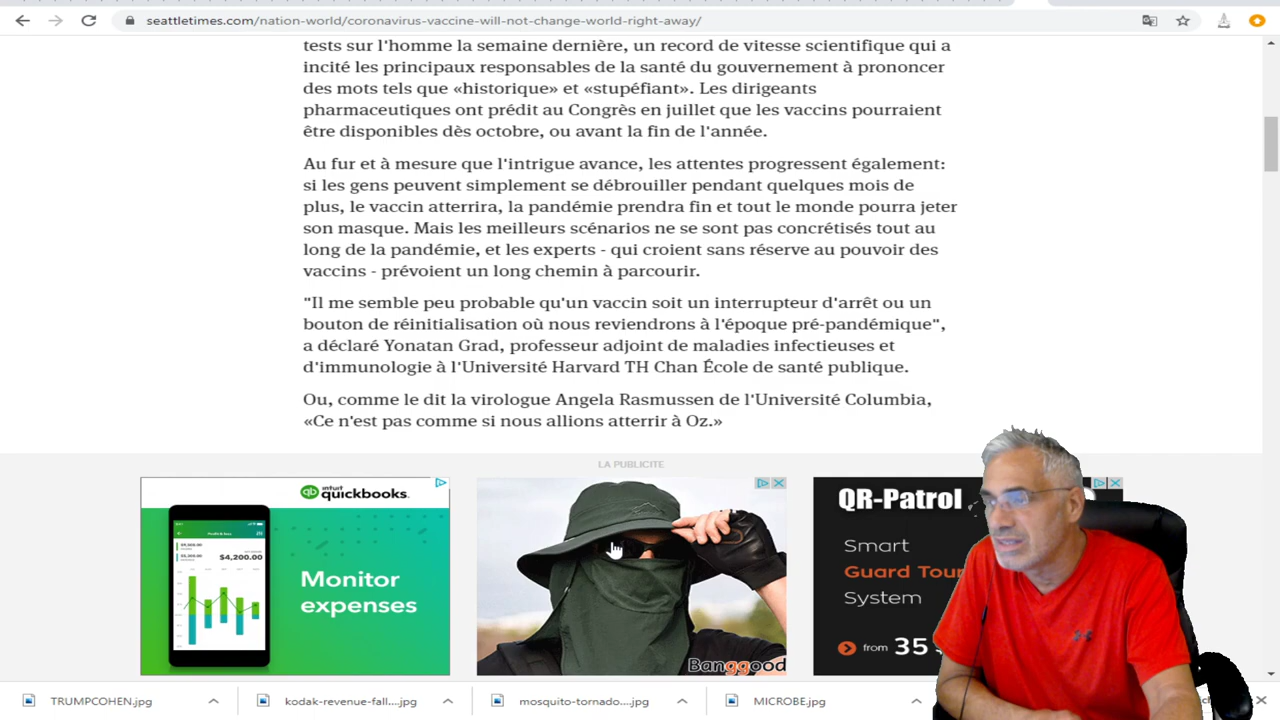 seattletimes.com/nation-world/coronavirus-vaccine-will-not-change-world-right-away/
tests sur l'homme la semaine dernière, un record de vitesse scientifique qui a
incité les principaux responsables de la santé du gouvernement à prononcer
des mots tels que «historique» et «stupéfiant». Les dirigeants
pharmaceutiques ont prédit au Congrès en juillet que les vaccins pourraient
être disponibles dès octobre, ou avant la fin de l'année.
Au fur et à mesure que l'intrigue avance, les attentes progressent également:
si les gens peuvent simplement se débrouiller pendant quelques mois de
plus, le vaccin atterrira, la pandémie prendra fin et tout le monde pourra jeter
son masque. Mais les meilleurs scénarios ne se sont pas concrétisés tout au
long de la pandémie, et les experts - qui croient sans réserve au pouvoir des
vaccins - prévoient un long chemin à parcourir.
"Il me semble peu probable qu'un vaccin soit un interrupteur d'arrêt ou un
bouton de réinitialisation où nous reviendrons à l'époque pré-pandémique",
a déclaré Yonatan Grad, professeur adjoint de maladies infectieuses et
d'immunologie à l'Université Harvard TH Chan École de santé publique.
Ou, comme le dit la virologue Angela Rasmussen de l'Université Columbia,
«Ce n'est pas comme si nous allions atterrir à Oz.»
LA PUBLICITE
intuit
quickbooks.
$4,200.00
Monitor
expenses
Banggood
QR-Patrol
Smart
Guard Tour
System
from 35
TRUMPCOHEN.jpg
kodak-revenue-fall....jpg
mosquito-tornado....jpg
MICROBE.jpg